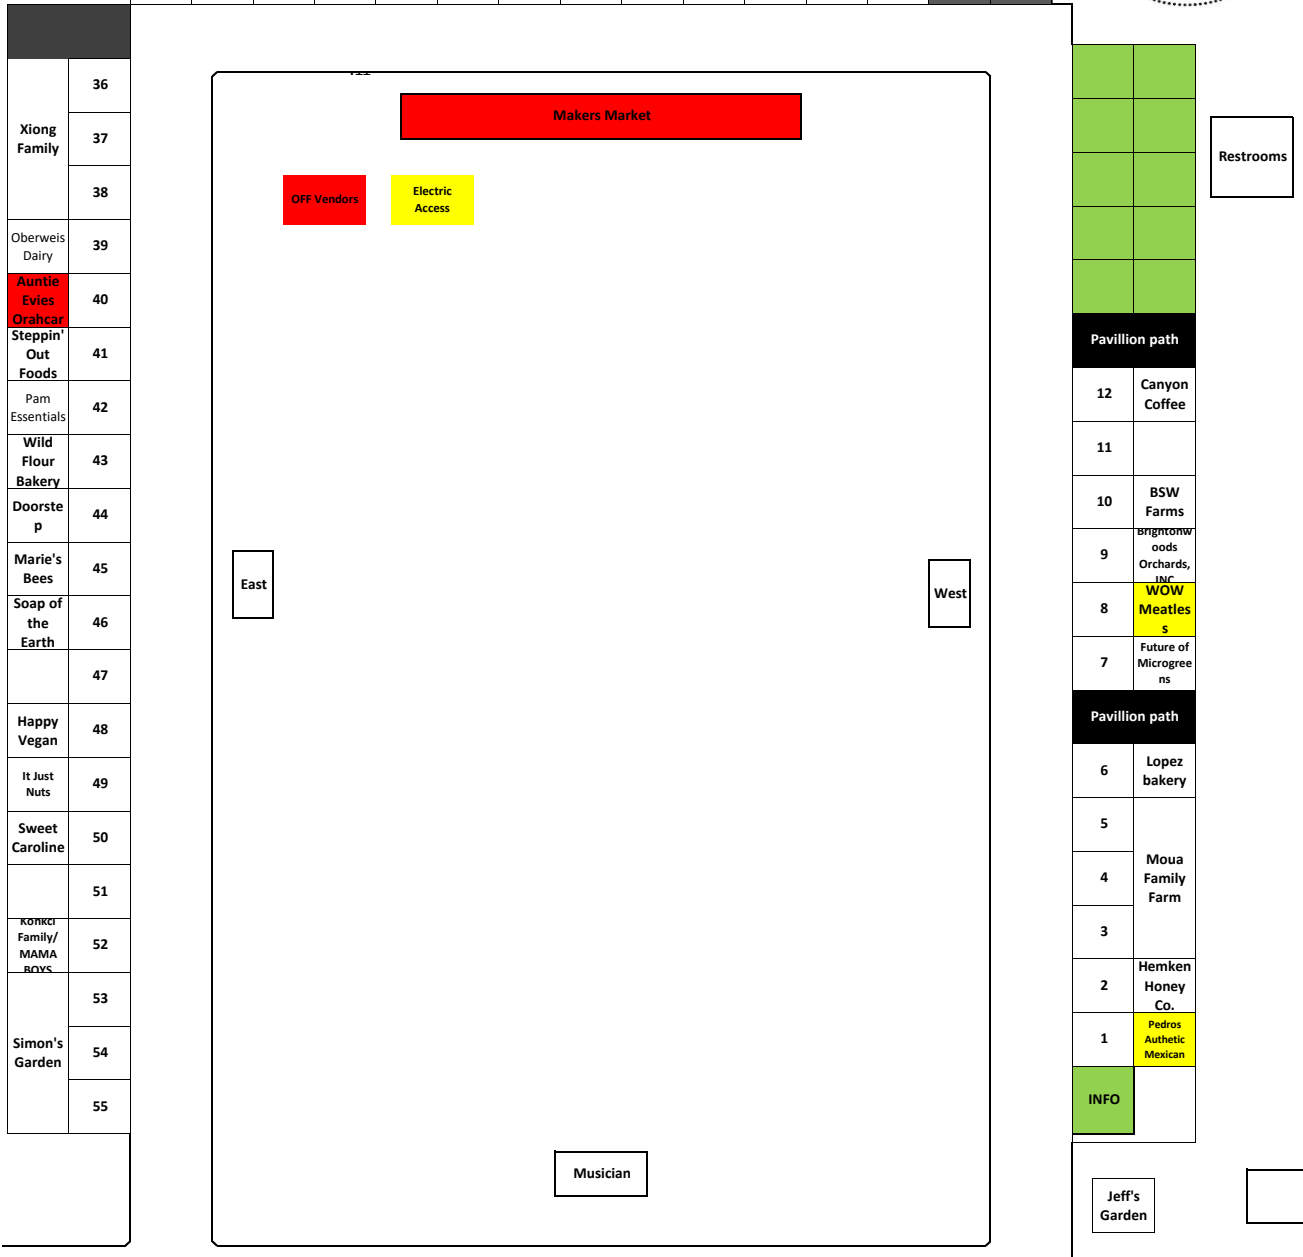 Makers Market
OFF Vendors
Electric
Access
East
West
Musician
Xiong
Family
36
37
38
Oberweis
Dairy
39
Auntie
Evies
Orahcar
40
Steppin'
Out
Foods
41
Pam
Essentials
42
Wild
Flour
Bakery
43
Doorste
p
44
Marie's
Bees
45
Soap of
the
Earth
46
47
Happy
Vegan
48
It Just
Nuts
49
Sweet
Caroline
50
51
Family/
MAMA
BOYS
52
Simon's
Garden
53
54
55
Restrooms
Pavillion path
12
Canyon
Coffee
11
10
BSW
Farms
9
Brightonw
oods
Orchards,
INC
8
WOW
Meatles
s
7
Future of
Microgree
ns
Pavillion path
6
Lopez
bakery
5
4
3
Moua
Family
Farm
2
Hemken
Honey
Co.
1
Pedros
Authetic
Mexican
INFO
Jeff's
Garden